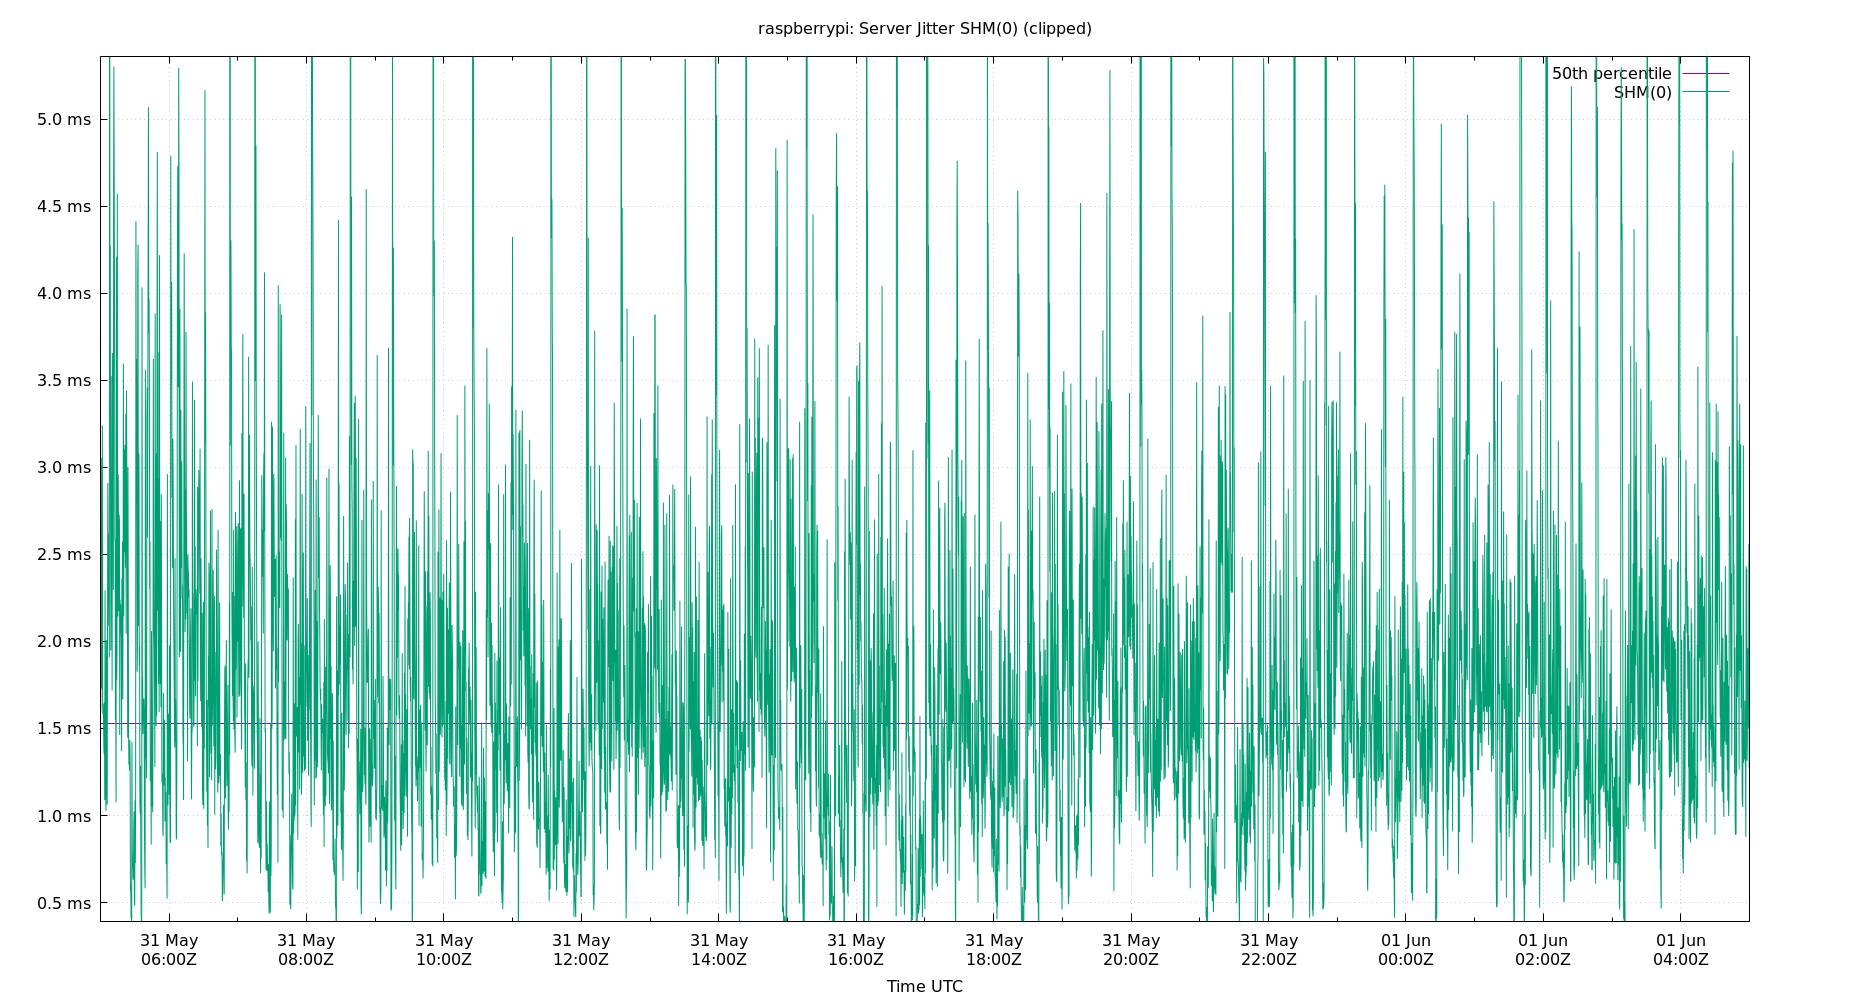 raspberrypi: Server Jitter SHM(0) (clipped)
50th percentile
SHM(0)
5.0 ms
4.5 ms
4.0 ms
3.5 ms
3.0 ms
2.5 ms
2.0 ms
1.5 ms
1.0 ms
0.5 ms
31 May 31 May 31 May 31 May 31 May 31 May 31 May 31 May 31 May 01 Jun 01 Jun 01 Jun
06:00Z 08:00Z 10:00Z 12:00Z 14:00Z 16:00Z 18:00Z 20:00Z 22:00Z 00:00Z 02:00Z 04:00Z
Time UTC